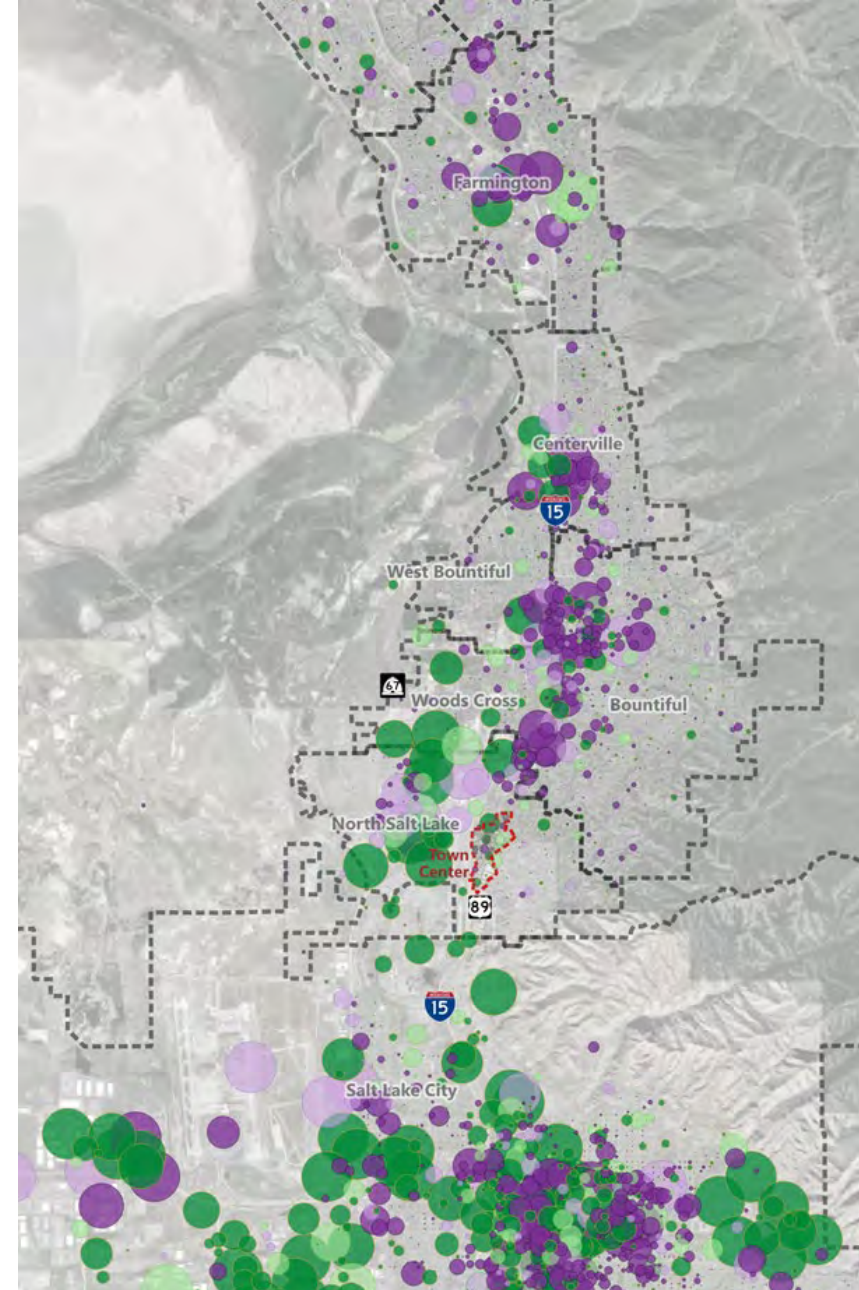 Farmington
Centerville
15
West Bountiful
67
Woods Cross
Bountiful
North Salt Lake
Town
Center
89
15
Salt Lake City